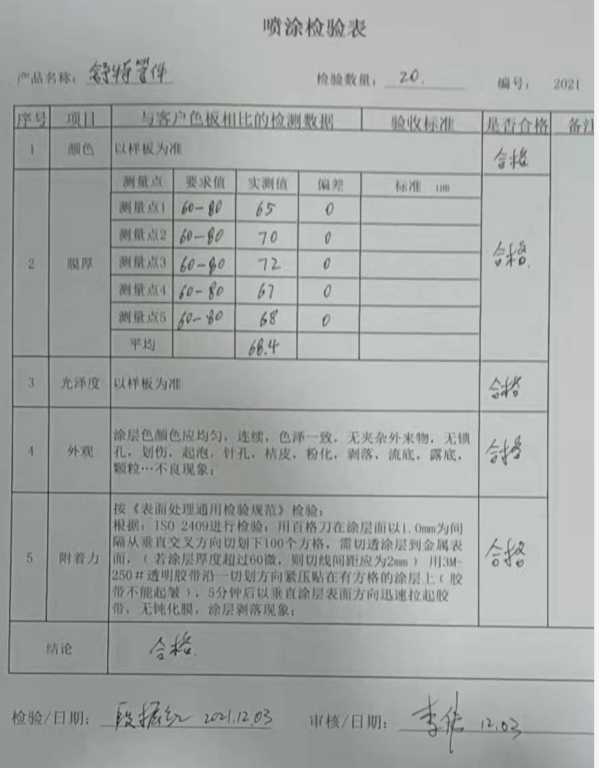 喷涂检验表
产品名称: 舒特管件 检验数量: 20. 编号: 2021
序号 项目 与客户色板相比的检测数据 验收标准 是否合格 备注
1 颜色 以样板为准 合格
测量点 要求值 实测值 偏差 标准 um
测量点1 60-80 65 0
测量点2 60-80 70 0
2 膜厚 测量点3 60-80 72 0 合格.
测量点4 60-80 67 0
测量点5 60-80 68 0
平均 68.4
3 光泽度 以样板为准 合格
4 外观 涂层色颜色应均匀，连续，色泽一致，无夹杂外来物，无锁
孔，划伤，起泡，针孔，桔皮，粉化，剥落，流底，露底，
颗粒…不良现象; 合格
按《表面处理通用检验规范》检验:
根据: ISO 2409进行检验，用百格刀在涂层面以1.0mm为间
隔从垂直交叉方向切划下100个方格，需切透涂层到金属表
5 附着力 面，（若涂层厚度超过60微，则切线间距应为2mm）用3M-
250#透明胶带沿一切划方向紧压贴在有方格的涂层上（胶
带不能起皱），5分钟后以垂直涂层表面方向迅速拉起胶
带，无钝化膜，涂层剥落现象; 合格
结论 合格.
检验/日期: 2021.12.03 审核/日期: 12.03